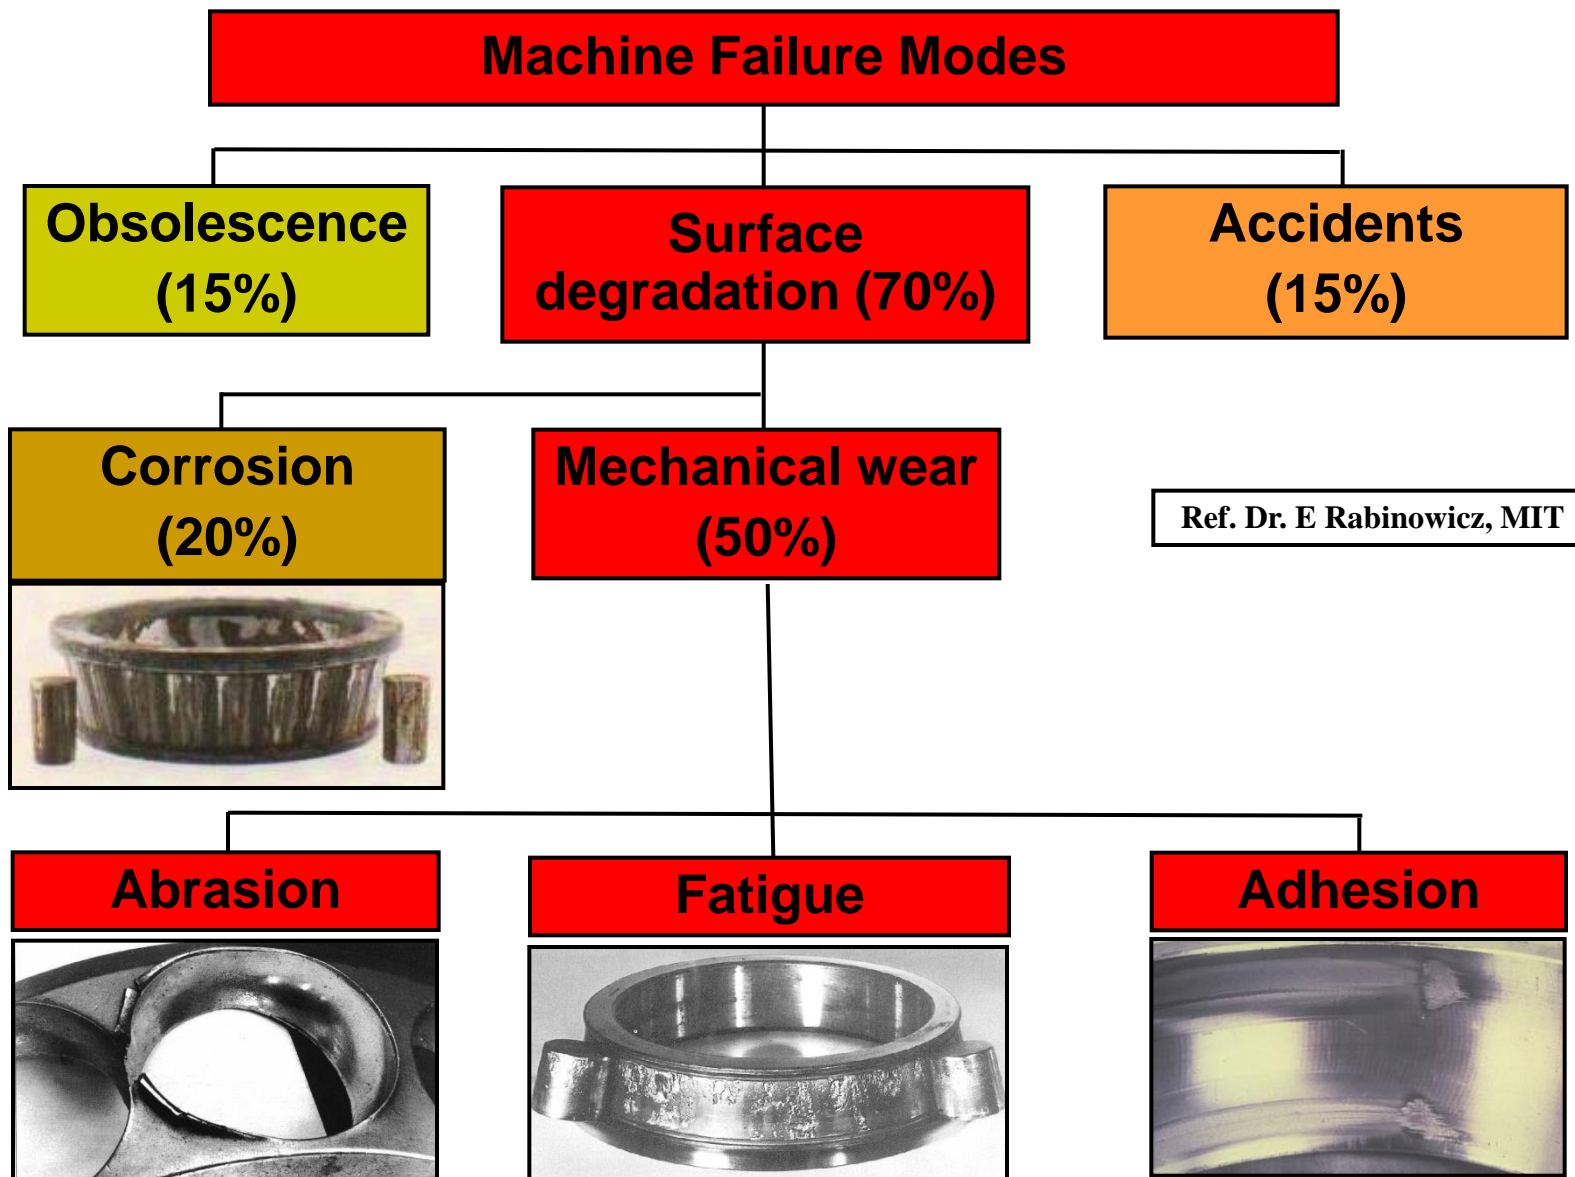 Machine Failure Modes
Obsolescence
(15%)
Surface
degradation (70%)
Accidents
(15%)
Corrosion
(20%)
Mechanical wear
(50%)
Ref. Dr. E Rabinowicz, MIT
Abrasion
Fatigue
Adhesion